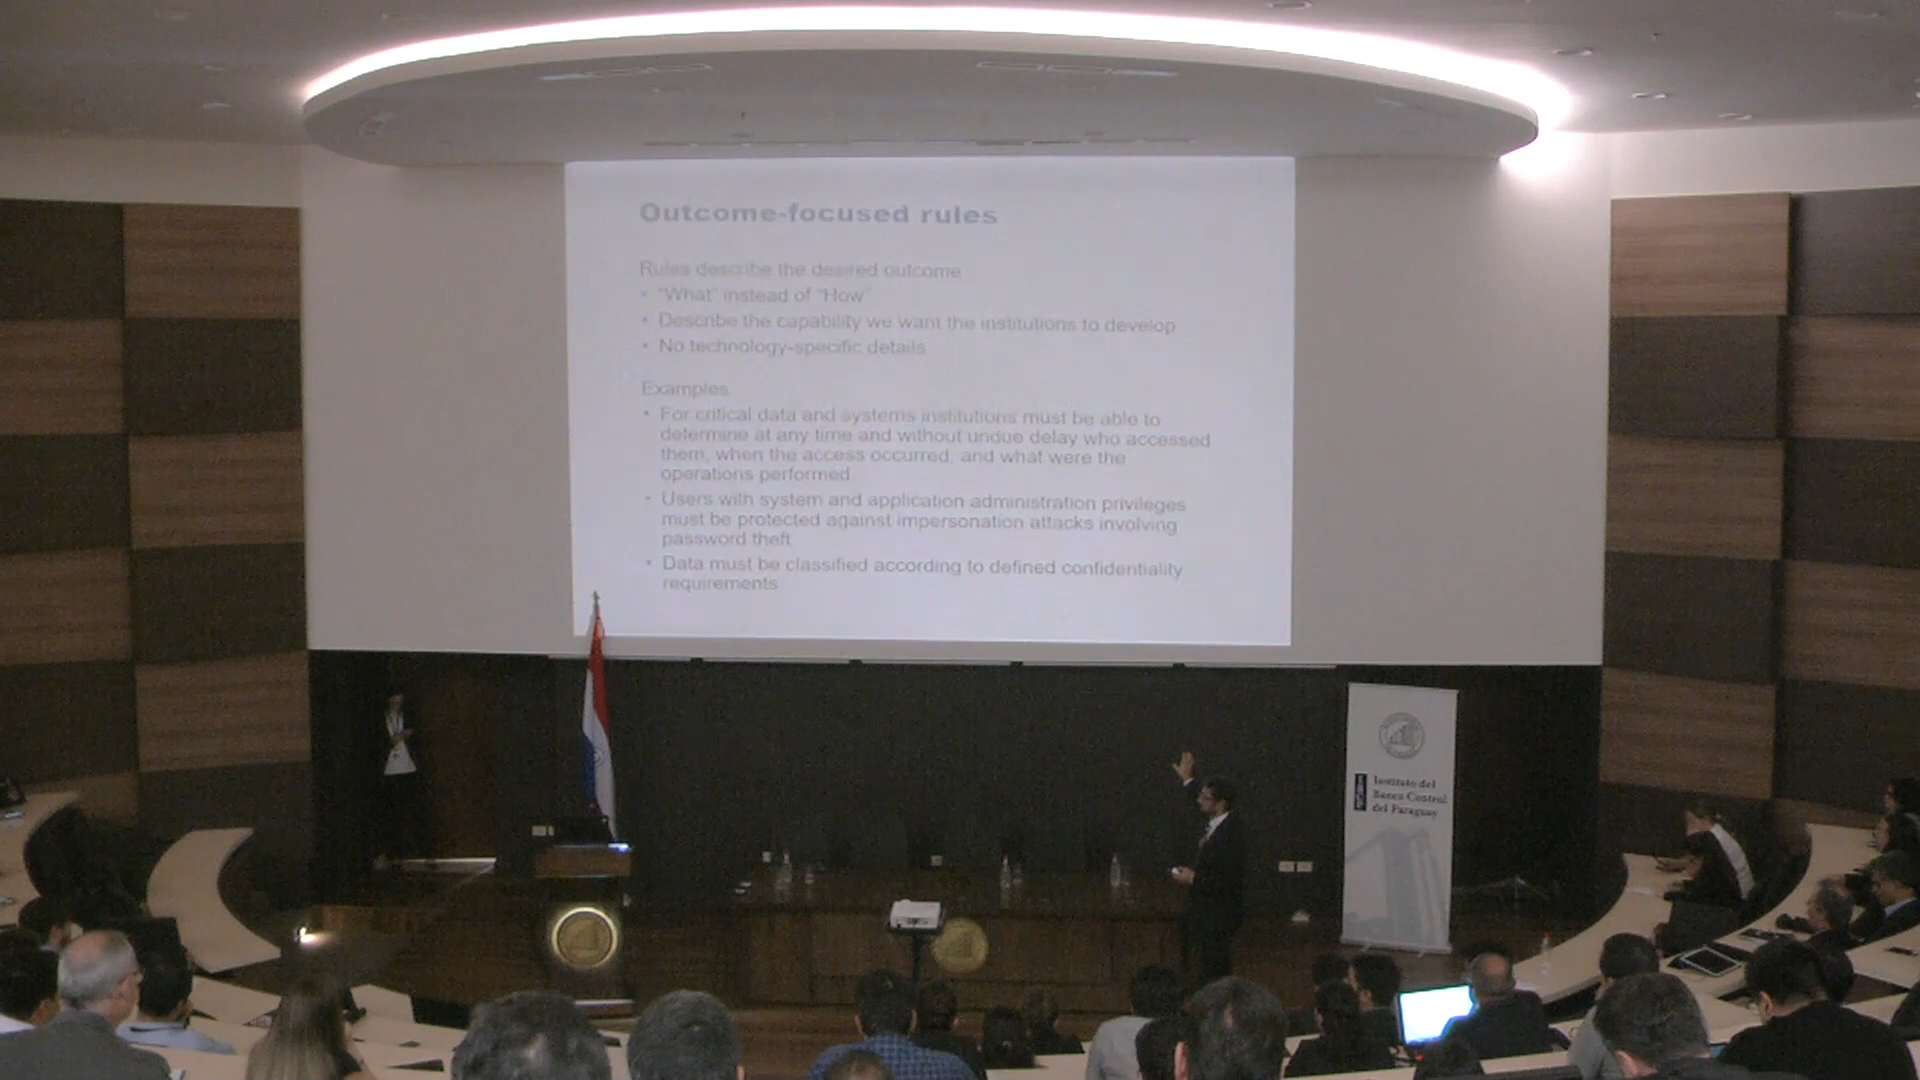 Outcome-focused rules
Rules describe the desired outcome
• "What" instead of "How"
• Describe the capability we want the institutions to develop
• No technology-specific details
Examples
• For critical data and systems institutions must be able to
determine at any time and without undue delay who accessed
them, when the access occurred, and what were the
operations performed
• Users with system and application administration privileges
must be protected against impersonation attacks involving
password theft
• Data must be classified according to defined confidentiality
requirements
Instituto del
Banco Central
del Paraguay